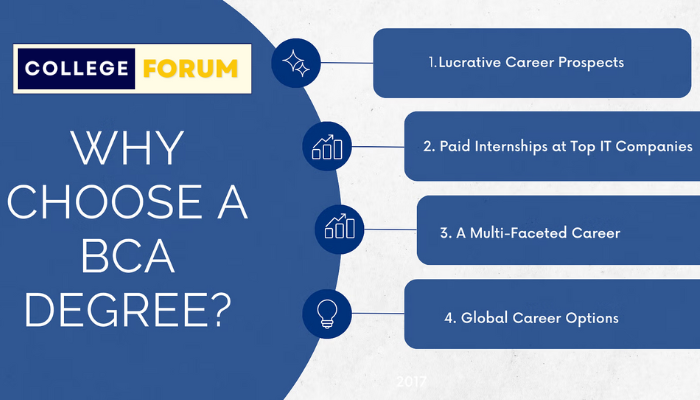 COLLEGE FORUM
WHY
CHOOSE A
BCA
DEGREE?
1.Lucrative Career Prospects
2. Paid Internships at Top IT Companies
3. A Multi-Faceted Career
4. Global Career Options
2017